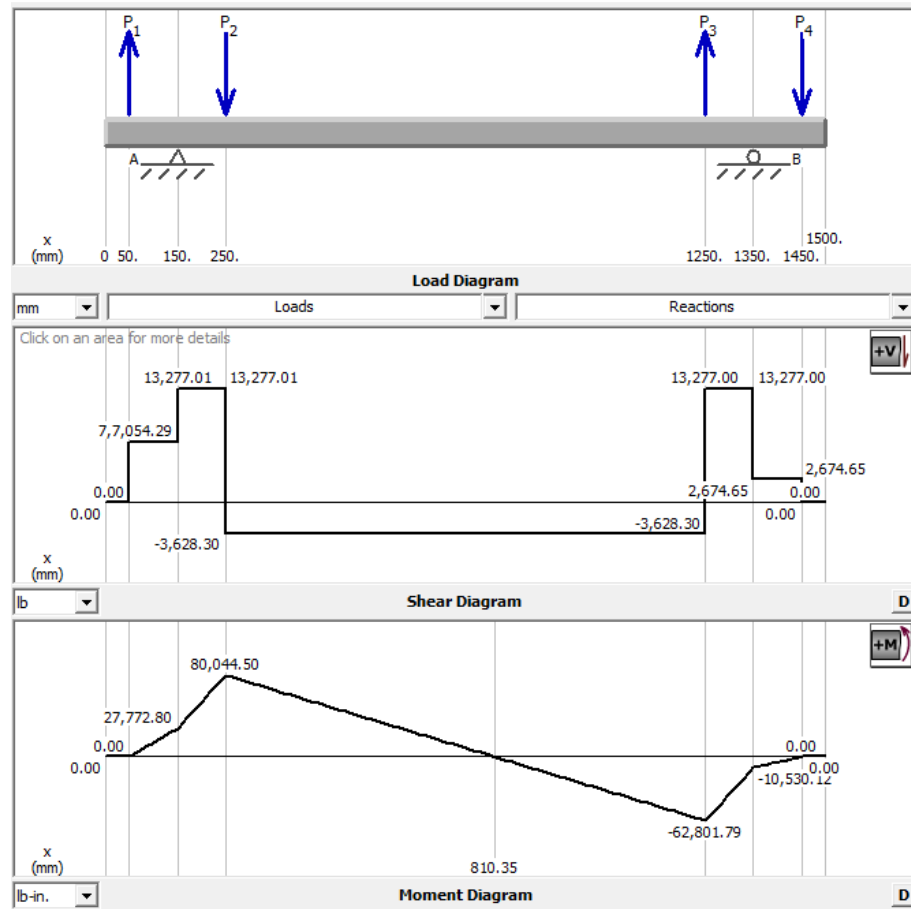 P1 P2 P3 P4
A B
x
(mm) 0 50. 150. 250. 1250. 1350. 1450. 1500.
Load Diagram
mm Loads Reactions
Click on an area for more details
+V
13,277.01 13,277.01 13,277.00 13,277.00
7,7,054.29
2,674.65
0.00 2,674.65 0.00
0.00 -3,628.30 0.00
-3,628.30
x
(mm)
lb Shear Diagram D
+M
80,044.50
27,772.80
0.00 0.00
0.00 0.00
-10,530.12
-62,801.79
x
(mm) 810.35
lb-in. Moment Diagram D